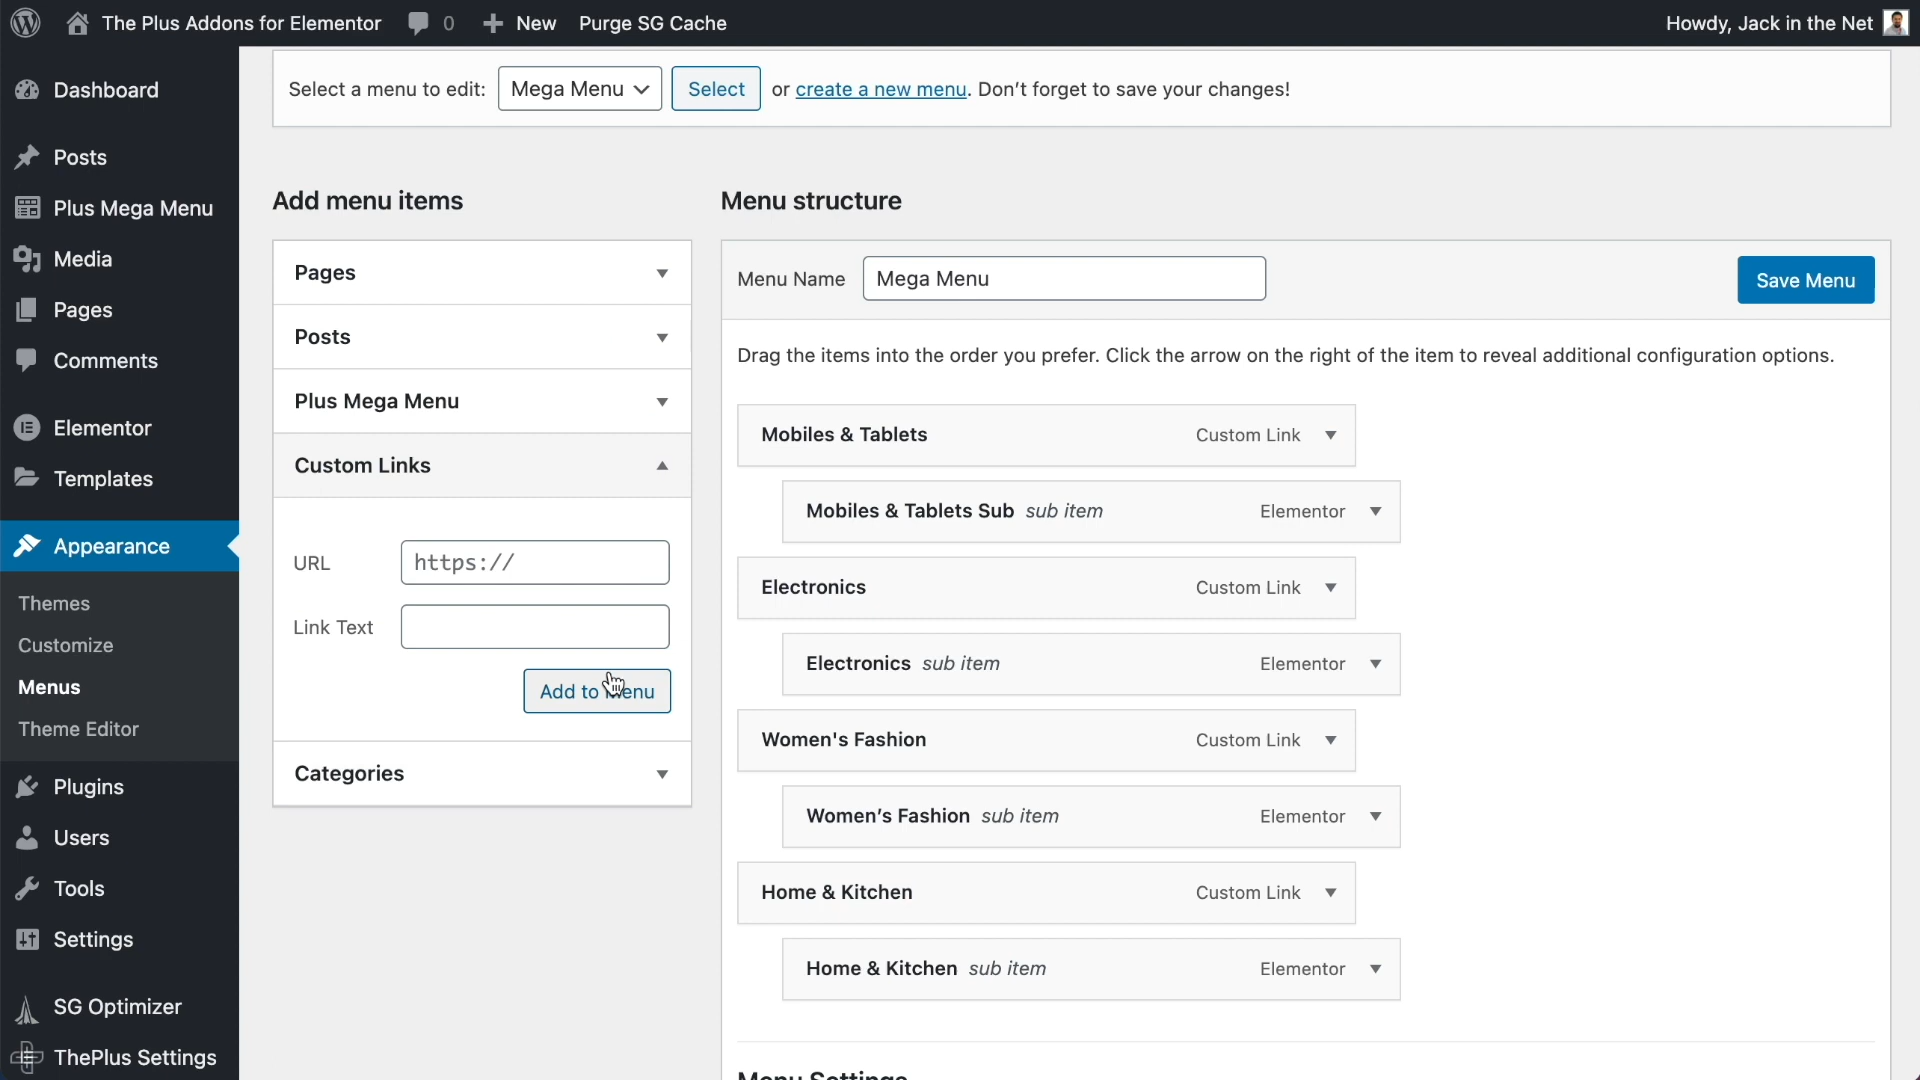 The Plus Addons for Elementor 0 New Purge SG Cache Howdy, Jack in the Net
Dashboard
Posts
Plus Mega Menu
Media
Pages
Comments
Elementor
Templates
Appearance
Themes
Customize
Menus
Theme Editor
Plugins
Users
Tools
Settings
SG Optimizer
ThePlus Settings
Select a menu to edit: Mega Menu Select or create a new menu. Don't forget to save your changes!
Add menu items
Pages
Posts
Plus Mega Menu
Custom Links
URL https://
Link Text
Add to Menu
Categories
Menu structure
Menu Name Mega Menu Save Menu
Drag the items into the order you prefer. Click the arrow on the right of the item to reveal additional configuration options.
Mobiles & Tablets Custom Link
Mobiles & Tablets Sub sub item Elementor
Electronics Custom Link
Electronics sub item Elementor
Women's Fashion Custom Link
Women’s Fashion sub item Elementor
Home & Kitchen Custom Link
Home & Kitchen sub item Elementor
Menu Settings